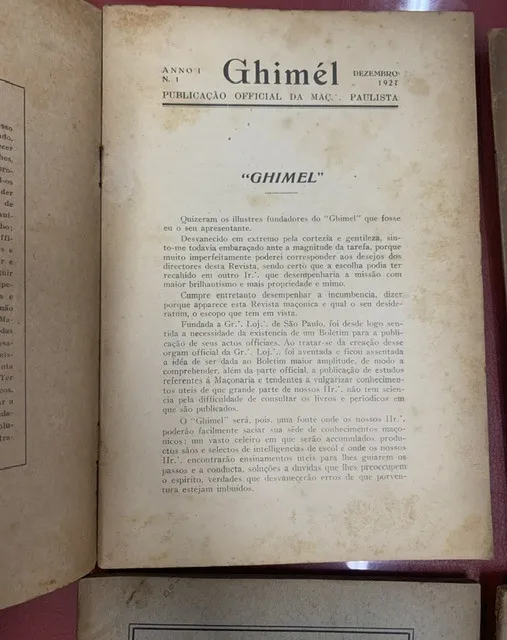 ANNO I
N. 1
Ghimél
DEZEMBRO
1927
PUBLICAÇÃO OFFICIAL DA MAÇ.·. PAULISTA
"GHIMEL"
Quizeram os illustres fundadores do "Ghimel" que fosse
eu o seu apresentante.
Desvanecido em extremo pela cortezia e gentileza, sin-
to-me todavia embaraçado ante a magnitude da tarefa, porque
muito imperfeitamente poderei corresponder aos desejos dos
directores desta Revista, sendo certo que a escolha podia ter
recahido em outro Ir.·. que desempenharia a missão com
maior brilhantismo e mais propriedade e mimo.
Cumpre entretanto desempenhar a incumbencia, dizer
porque apparece esta Revista maçonica e qual o seu deside-
ratum, o escopo que tem em vista.
Fundada a Gr.·. Loj.·. de São Paulo, foi desde logo sen-
tida a necessidade da existencia de um Boletim para a publi-
cação de seus actos officiaes. Ao tratar-se da creação desse
orgam official da Gr.·. Loj.·. foi aventada e ficou assentada
a idéa de ser dada ao Boletim maior amplitude, de modo a
comprehender, além da parte official, a publicação de estudos
referentes á Maçonaria e tendentes a vulgarizar conhecimen-
tos uteis de que grande parte de nossos IIr.·. não tem scien-
cia pela difficuldade de consultar os livros e periodicos em
que são publicados.
O "Ghimel" será, pois, uma fonte onde os nossos IIr.·.
poderão facilmente saciar sua sêde de conhecimentos maço-
nicos; um vasto celeiro em que serão accumulados produc-
ctos sãos e selectos de intelligencias de escol e onde os nossos
IIr.·. encontrarão ensinamentos uteis para lhes guiarem os
passos e a conducta, soluções a duvidas que lhes preoccupem
o espirito, verdades que desvaneceirão erros de que porven-
tura estejam imbuidos.